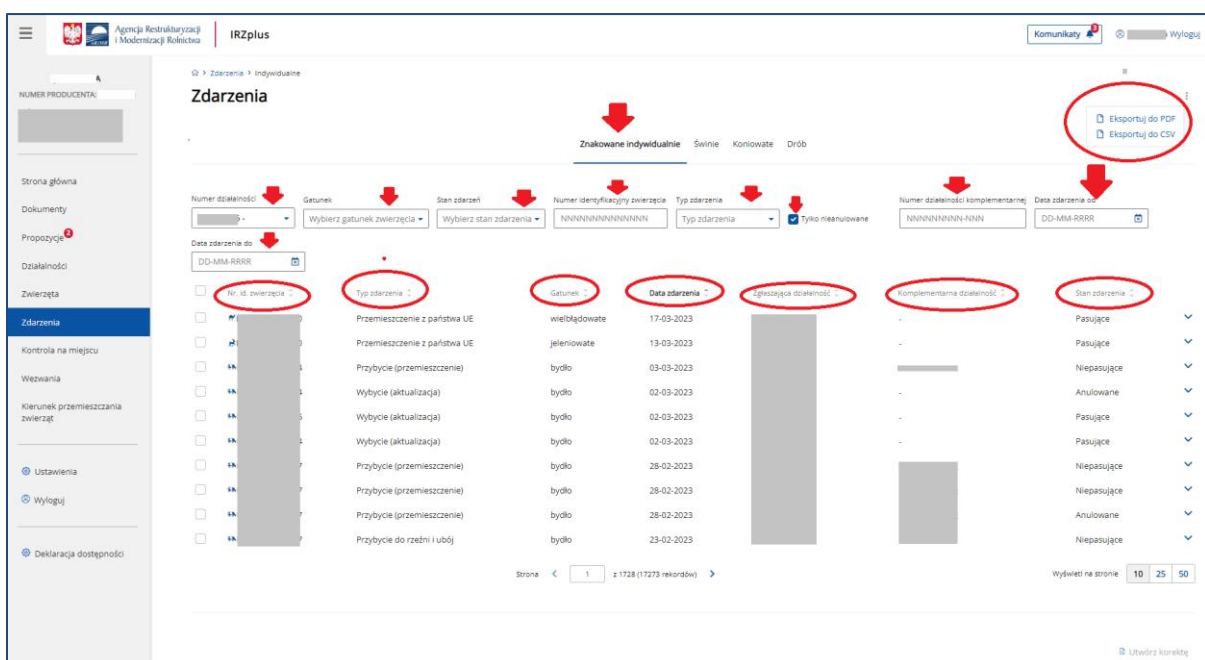 Agencja Restrukturyzacji
i Modernizacji Rolnictwa
IRZplus
Komunikaty 3
Wyloguj
NUMER PRODUCENTA:
Strona główna
Dokumenty
Propozycje 2
Działalności
Zwierzęta
Zdarzenia
Kontrola na miejscu
Wezwania
Kierunek przemieszczania
zwierząt
Ustawienia
Wyloguj
Deklaracja dostępności
Zdarzenia > Indywidualne
Zdarzenia
Eksportuj do PDF
Eksportuj do CSV
Znakowane indywidualnie Świnie Koniowate Drób
Numer działalności Gatunek Stan zdarzeń Numer identyfikacyjny zwierzęcia Typ zdarzenia Numer działalności komplementarnej Data zdarzenia od
Wybierz gatunek zwierzęcia Wybierz stan zdarzenia NNNNNNNNNNNNNN Typ zdarzenia Tylko nieanulowane NNNNNNNNN-NNN DD-MM-RRRR
Data zdarzenia do
DD-MM-RRRR
Nr. id. zwierzęcia Typ zdarzenia Gatunek Data zdarzenia Zgłaszająca działalność Komplementarna działalność Stan zdarzenia
Przemieszczenie z państwa UE wielbłądowate 17-03-2023 - Pasujące
Przemieszczenie z państwa UE jeleniowate 13-03-2023 - Pasujące
Przybycie (przemieszczenie) bydło 03-03-2023 Niepasujące
Wybycie (aktualizacja) bydło 02-03-2023 - Anulowane
Wybycie (aktualizacja) bydło 02-03-2023 - Pasujące
Wybycie (aktualizacja) bydło 02-03-2023 - Pasujące
Przybycie (przemieszczenie) bydło 28-02-2023 Niepasujące
Przybycie (przemieszczenie) bydło 28-02-2023 Niepasujące
Przybycie (przemieszczenie) bydło 28-02-2023 Anulowane
Przybycie do rzeźni i ubój bydło 23-02-2023 Niepasujące
Strona 1 z 1728 (17273 rekordów)
Wyświetl na stronie 10 25 50
Utwórz korektę